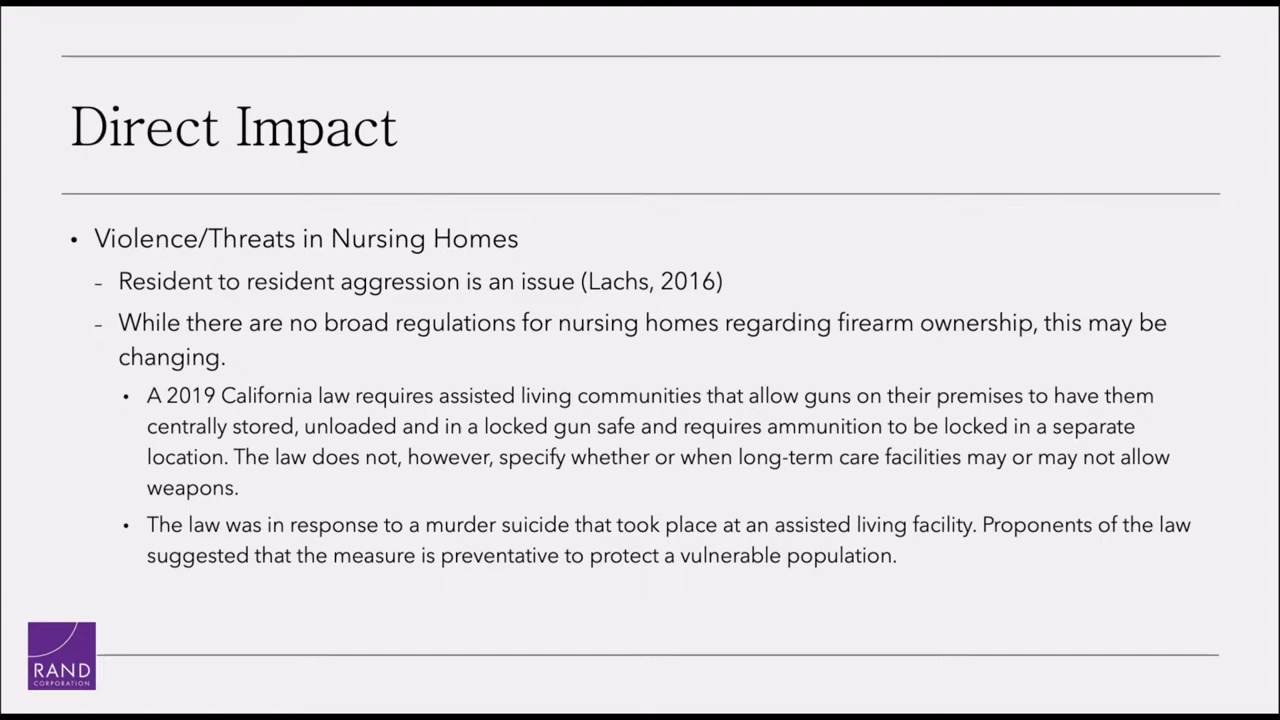 Direct Impact
• Violence/Threats in Nursing Homes
– Resident to resident aggression is an issue (Lachs, 2016)
– While there are no broad regulations for nursing homes regarding firearm ownership, this may be
changing.
• A 2019 California law requires assisted living communities that allow guns on their premises to have them
centrally stored, unloaded and in a locked gun safe and requires ammunition to be locked in a separate
location. The law does not, however, specify whether or when long-term care facilities may or may not allow
weapons.
• The law was in response to a murder suicide that took place at an assisted living facility. Proponents of the law
suggested that the measure is preventative to protect a vulnerable population.
RAND
CORPORATION